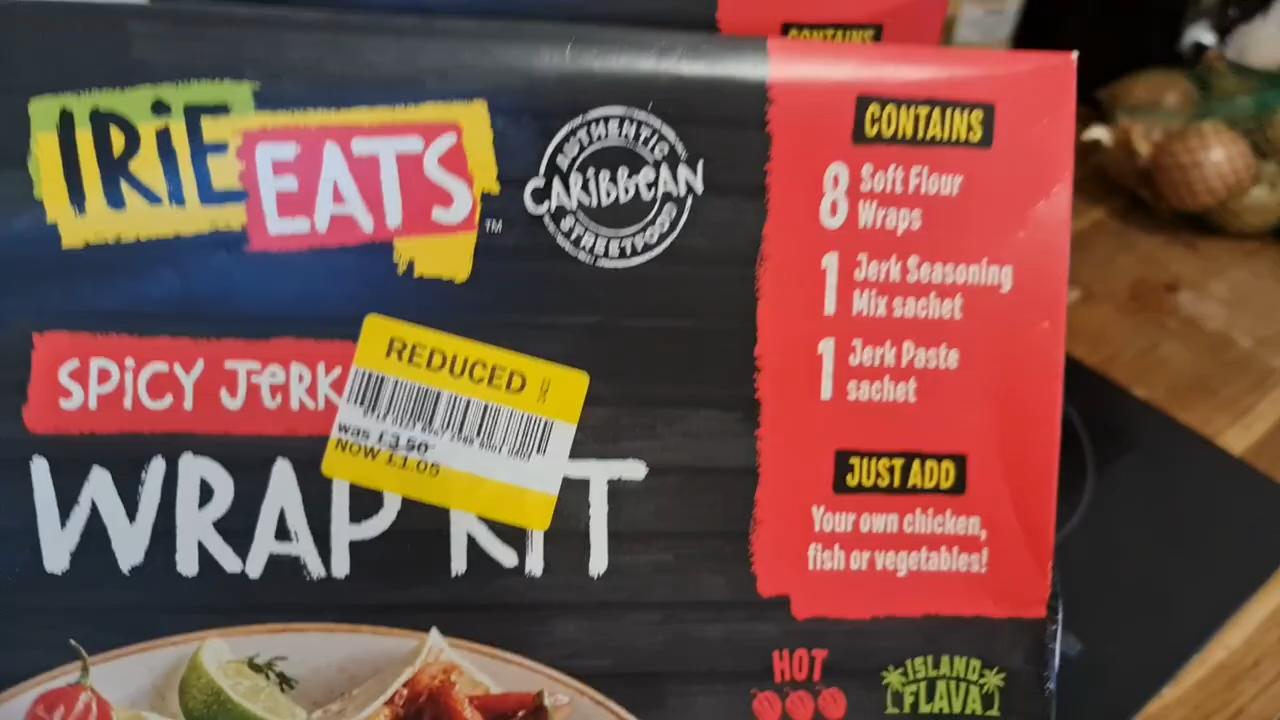 CONTAINS
IRiE
EATS
TM
AUTHENTIC
CARIBBEAN
STREETFOOD
CONTAINS
8 Soft Flour
Wraps
1 Jerk Seasoning
Mix sachet
1 Jerk Paste
sachet
SPiCY JeRK
REDUCED
was £3.50
NOW £1.05
WRAP KIT
JUST ADD
Your own chicken,
fish or vegetables!
HOT
ISLAND
FLAVA